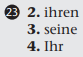 ㉓ 2. ihren
3. seine
4. Ihr